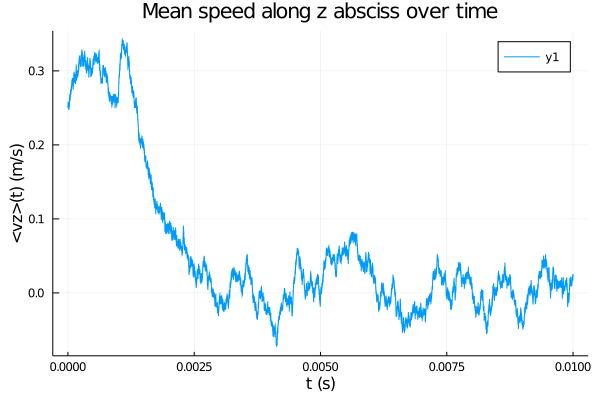 Mean speed along z absciss over time
y1
<vz>(t) (m/s)
0.3
0.2
0.1
0.0
0.0000 0.0025 0.0050 0.0075 0.0100
t (s)